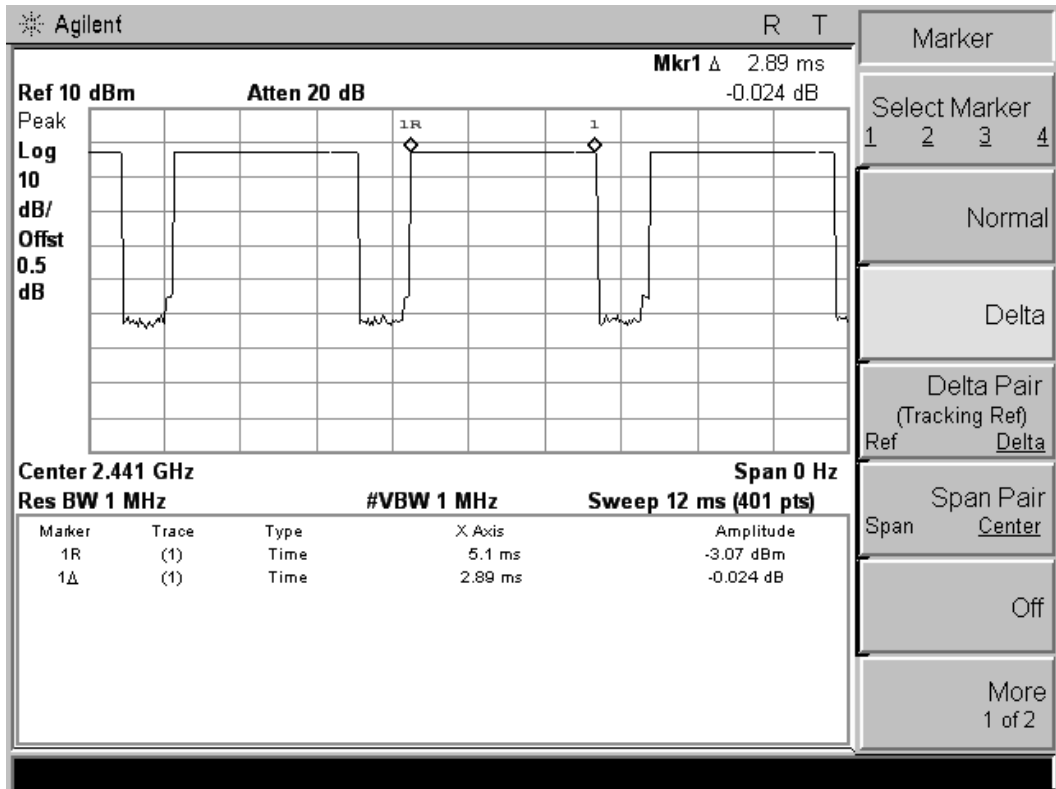 Agilent R T
Mkr1 Δ 2.89 ms
Ref 10 dBm Atten 20 dB -0.024 dB
Peak
Log
10
dB/
Offst
0.5
dB
1R 1
Center 2.441 GHz Span 0 Hz
Res BW 1 MHz #VBW 1 MHz Sweep 12 ms (401 pts)
Marker Trace Type X Axis Amplitude
1R (1) Time 5.1 ms -3.07 dBm
1Δ (1) Time 2.89 ms -0.024 dB
Marker
Select Marker
1 2 3 4
Normal
Delta
Delta Pair
(Tracking Ref)
Ref Delta
Span Pair
Span Center
Off
More
1 of 2